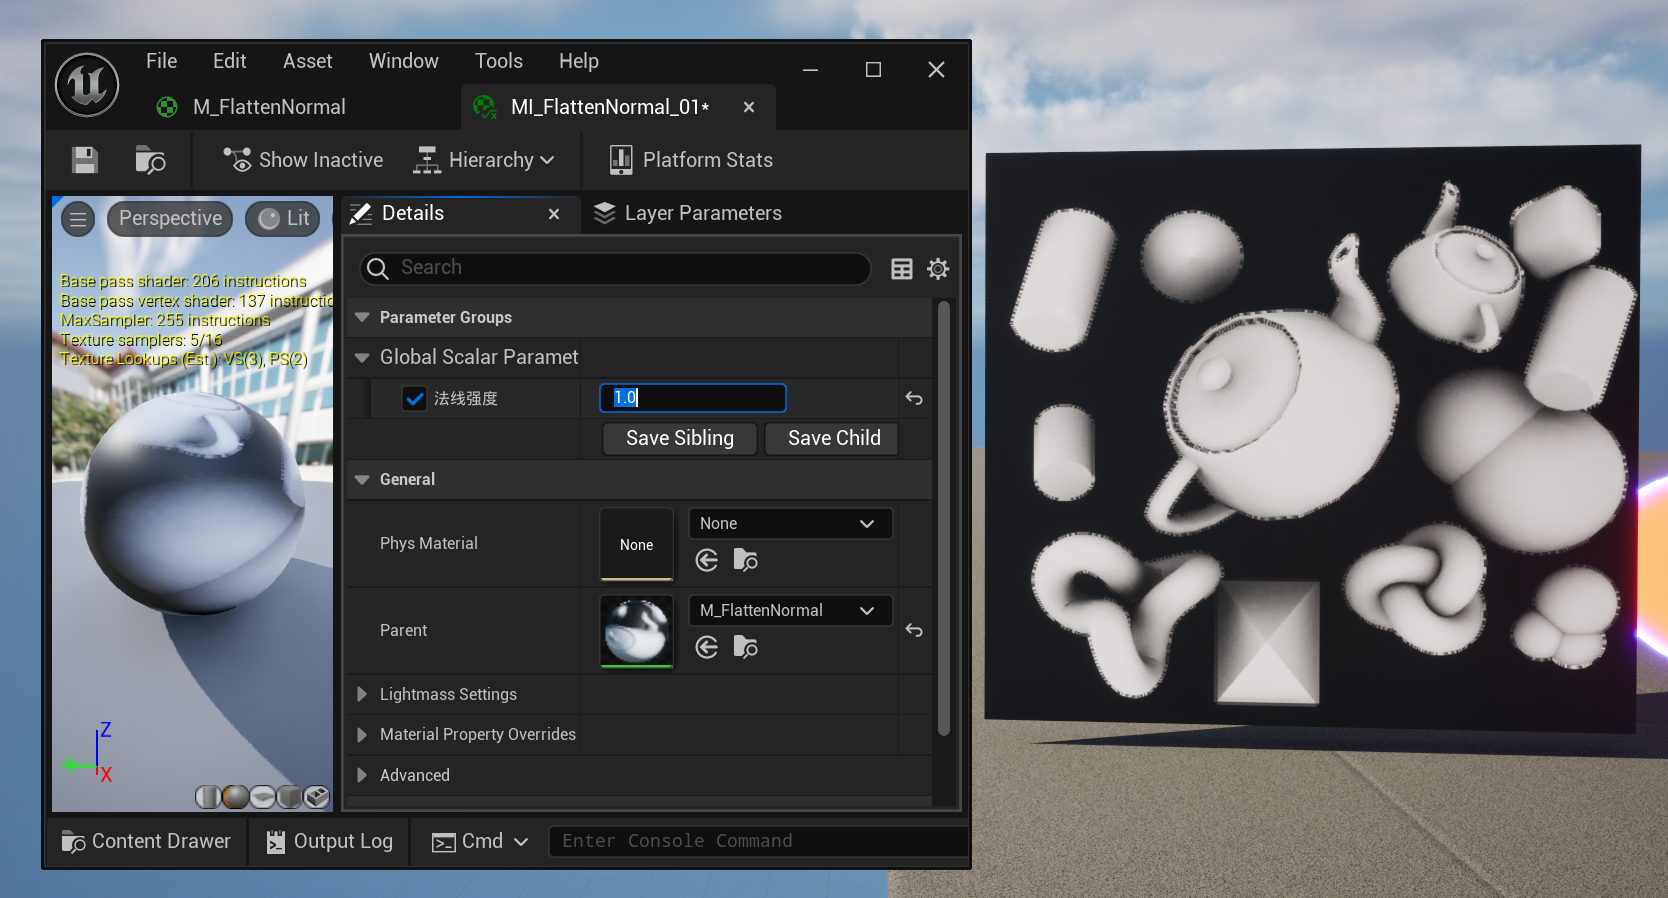 File Edit Asset Window Tools Help
M_FlattenNormal
MI_FlattenNormal_01*
Show Inactive
Hierarchy
Platform Stats
Perspective
Lit
Base pass shader: 206 instructions
Base pass vertex shader: 137 instructio
MaxSampler: 255 instructions
Texture samplers: 5/16
Texture Lookups (Est.): VS(3), PS(2)
Z
Y
X
Details
Layer Parameters
Search
Parameter Groups
Global Scalar Paramet
法线强度
1.0
Save Sibling
Save Child
General
Phys Material
None
None
Parent
M_FlattenNormal
Lightmass Settings
Material Property Overrides
Advanced
Content Drawer
Output Log
Cmd
Enter Console Command